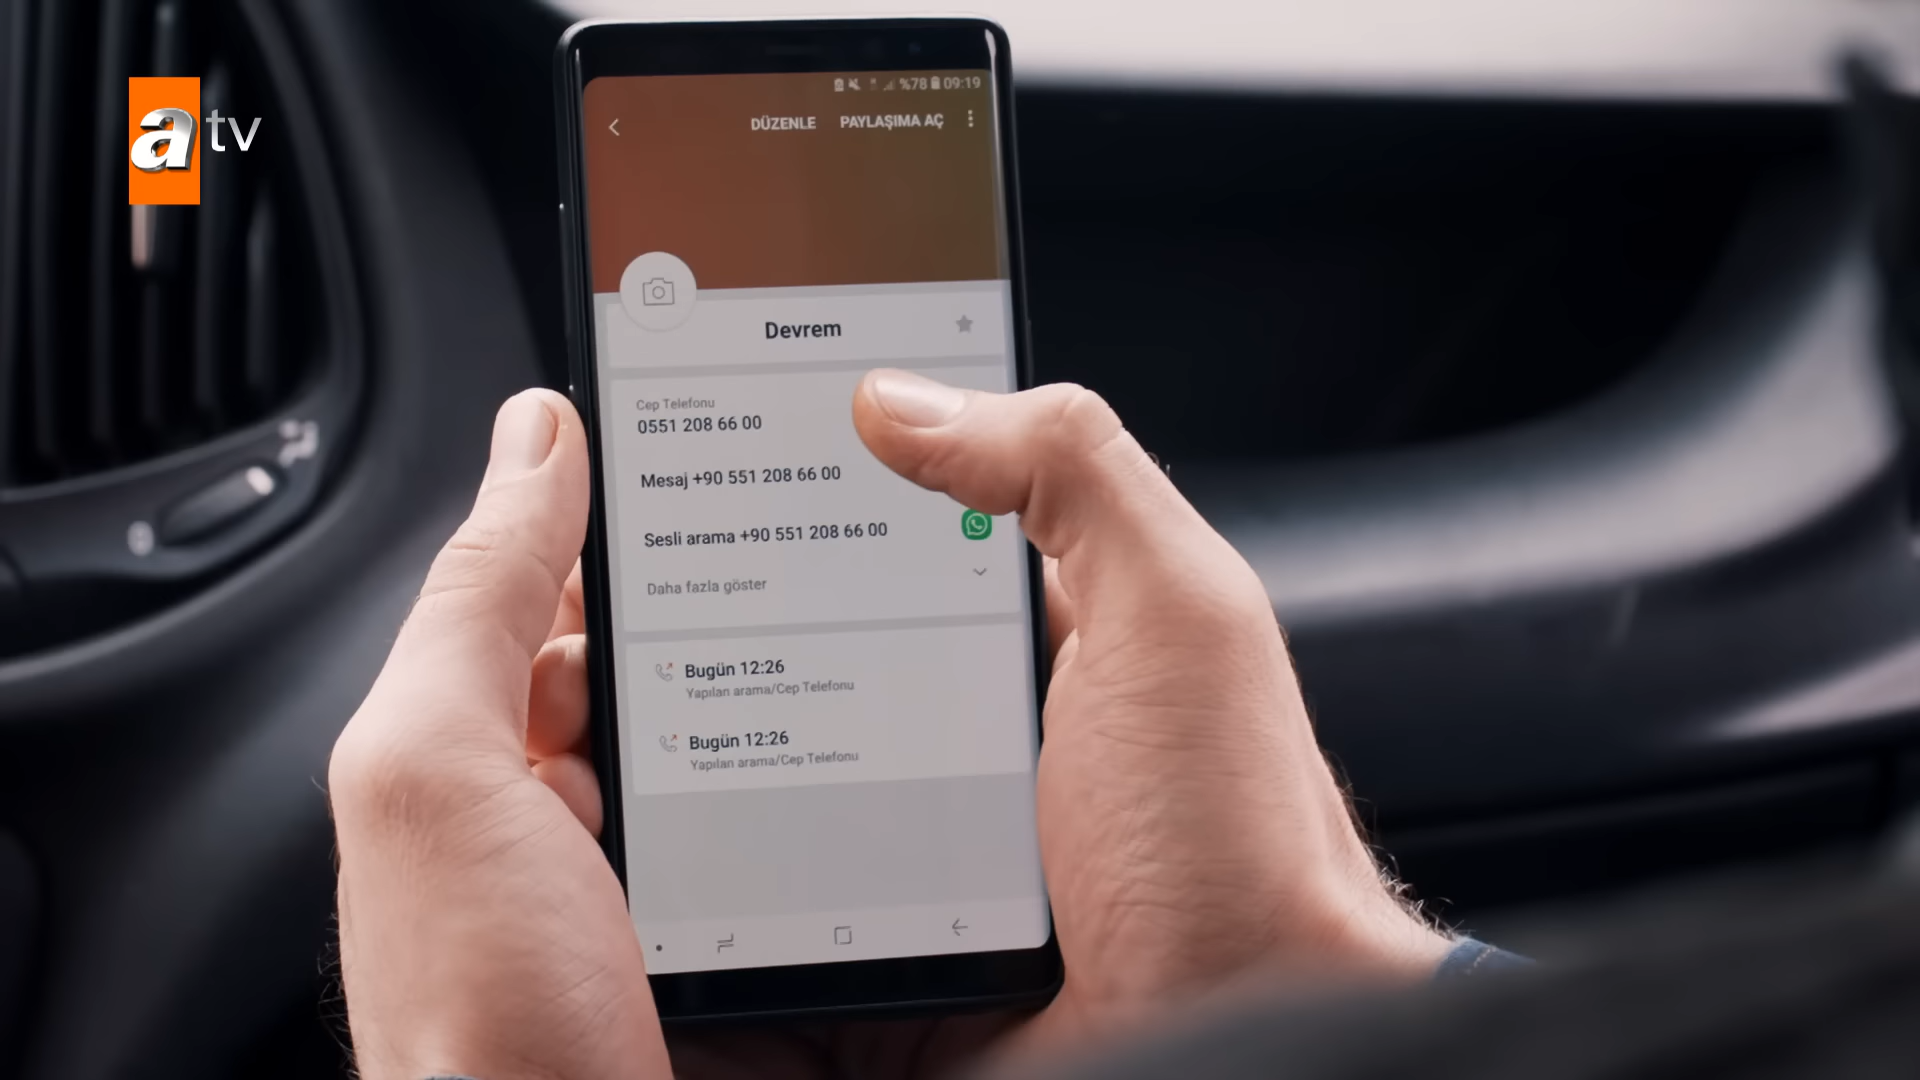 atv
%78 09:19
DÜZENLE PAYLAŞIMA AÇ
Devrem
Cep Telefonu
0551 208 66 00
Mesaj +90 551 208 66 00
Sesli arama +90 551 208 66 00
Daha fazla göster
Bugün 12:26
Yapılan arama/Cep Telefonu
Bugün 12:26
Yapılan arama/Cep Telefonu